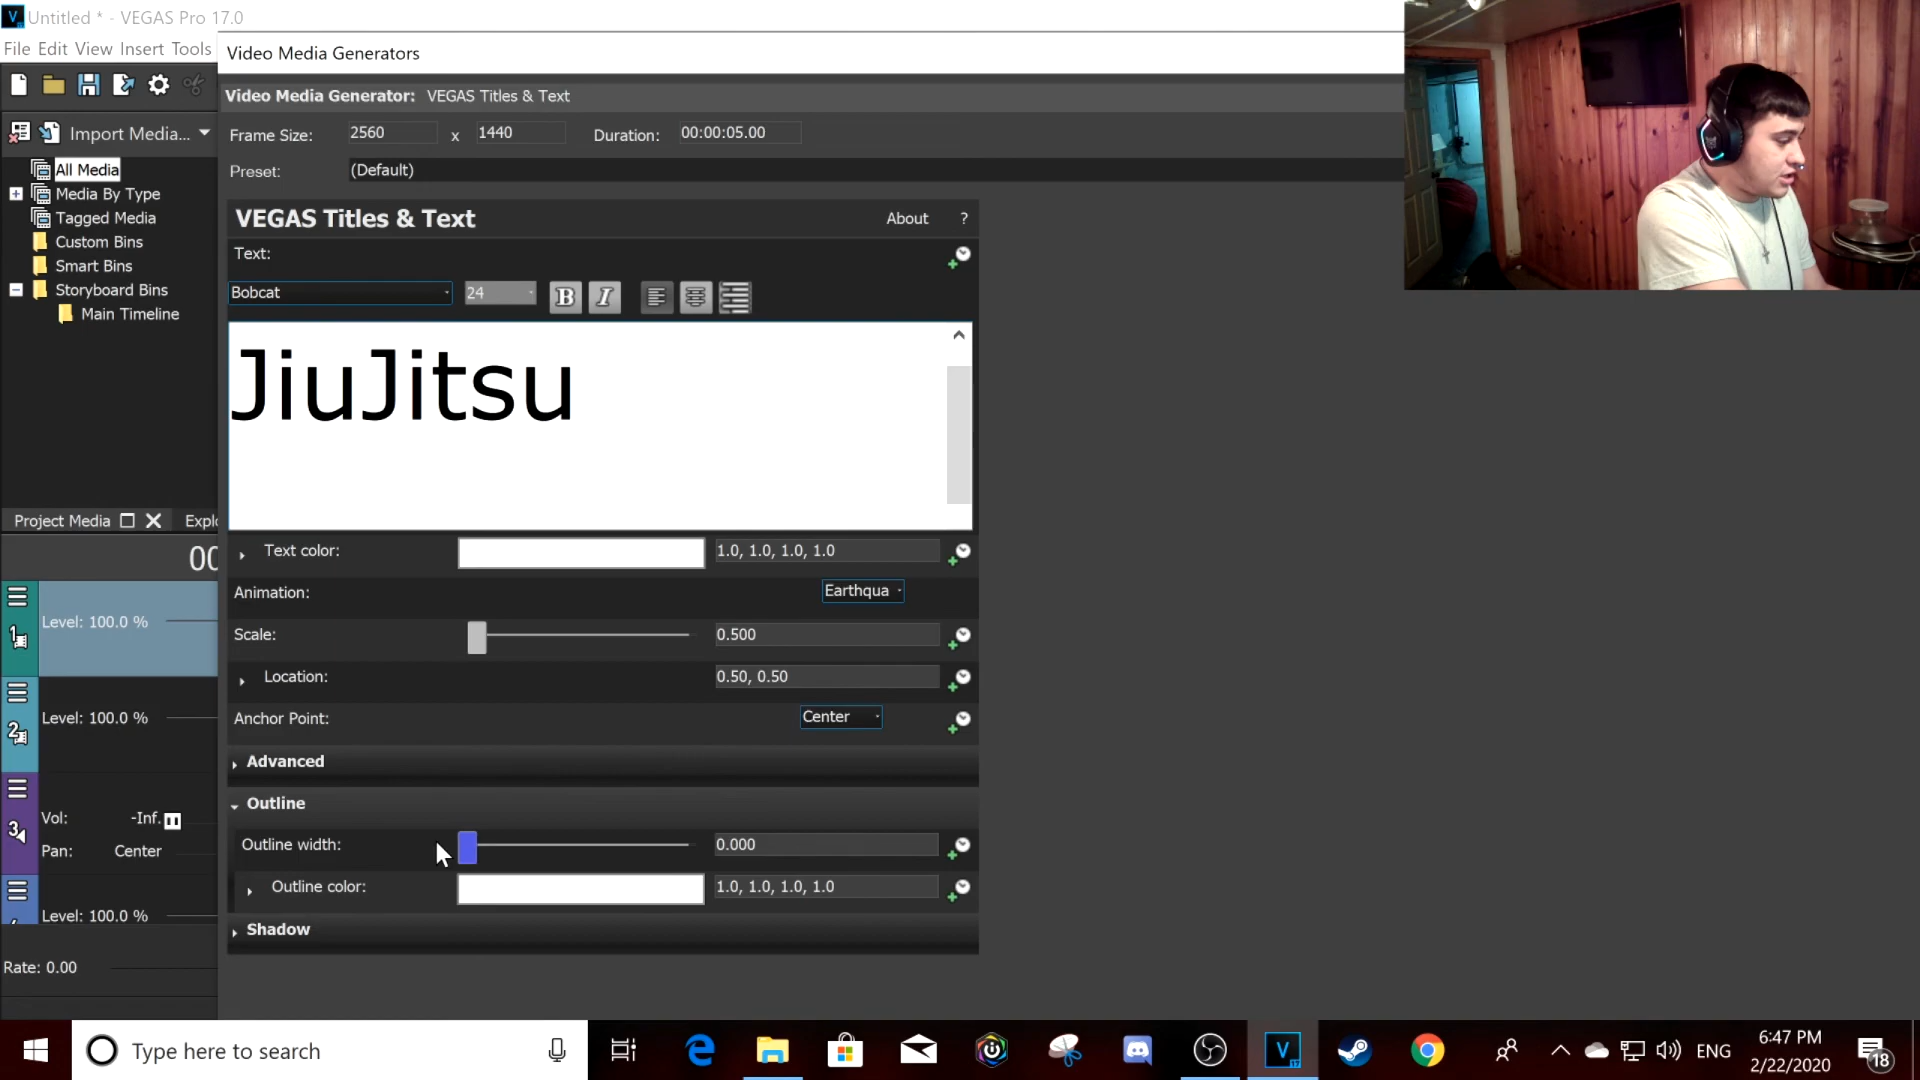 Untitled * - VEGAS Pro 17.0
File Edit View Insert Tools
Video Media Generators
Video Media Generator: VEGAS Titles & Text
Import Media...
Frame Size: 2560 x 1440 Duration: 00:00:05.00
Preset: (Default)
All Media
Media By Type
Tagged Media
Custom Bins
Smart Bins
Storyboard Bins
Main Timeline
VEGAS Titles & Text About ?
Text:
Bobcat 24 B I
JiuJitsu
Project Media Explo
Text color: 1.0, 1.0, 1.0, 1.0
Animation: Earthqua
Scale: 0.500
Location: 0.50, 0.50
Anchor Point: Center
Advanced
Outline
Outline width: 0.000
Outline color: 1.0, 1.0, 1.0, 1.0
Shadow
00
1 Level: 100.0 %
2 Level: 100.0 %
3 Vol: -Inf.
Pan: Center
Level: 100.0 %
Rate: 0.00
Type here to search
V 17
ENG
6:47 PM
2/22/2020
18